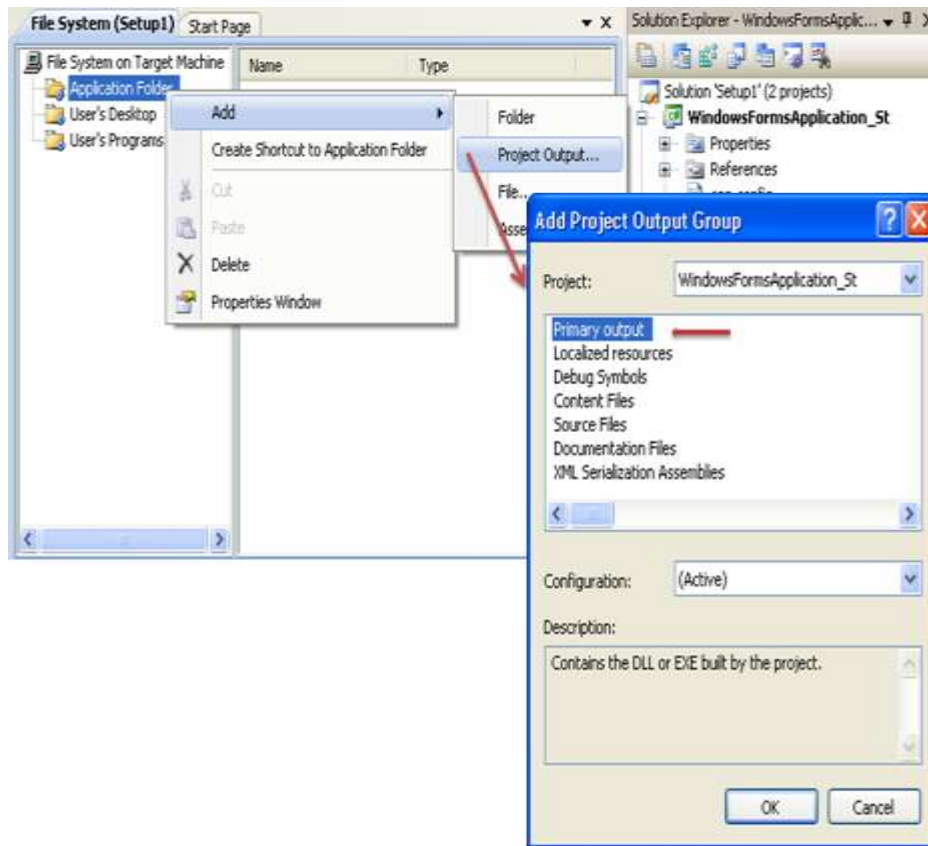 File System (Setup1)
Start Page
File System on Target Machine
Application Folder
User's Desktop
User's Programs
Name
Type
Add
Create Shortcut to Application Folder
Cut
Paste
Delete
Properties Window
Folder
Project Output...
File...
Solution Explorer - WindowsFormsApplic...
Solution 'Setup1' (2 projects)
WindowsFormsApplication_St
Properties
References
Add Project Output Group
Project:
WindowsFormsApplication_St
Primary output
Localized resources
Debug Symbols
Content Files
Source Files
Documentation Files
XML Serialization Assemblies
Configuration:
(Active)
Description:
Contains the DLL or EXE built by the project.
OK
Cancel